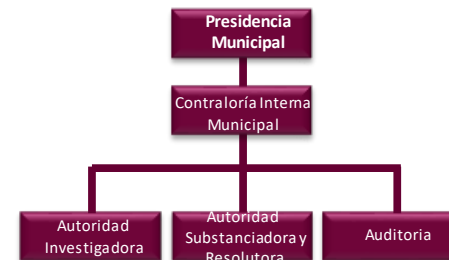 Presidencia
Municipal
Contraloría Interna
Municipal
Autoridad
Investigadora
Autoridad
Substanciadora y
Resolutora
Auditoria